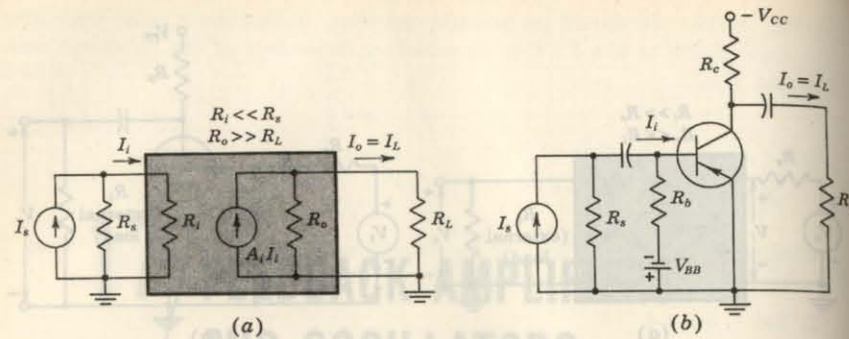 R_i << R_s
R_o >> R_L
I_i
I_o = I_L
I_s
R_s
R_i
A_i I_i
R_o
R_L
(a)
-V_CC
R_c
I_o = I_L
I_i
I_s
R_s
R_b
V_BB
R
(b)